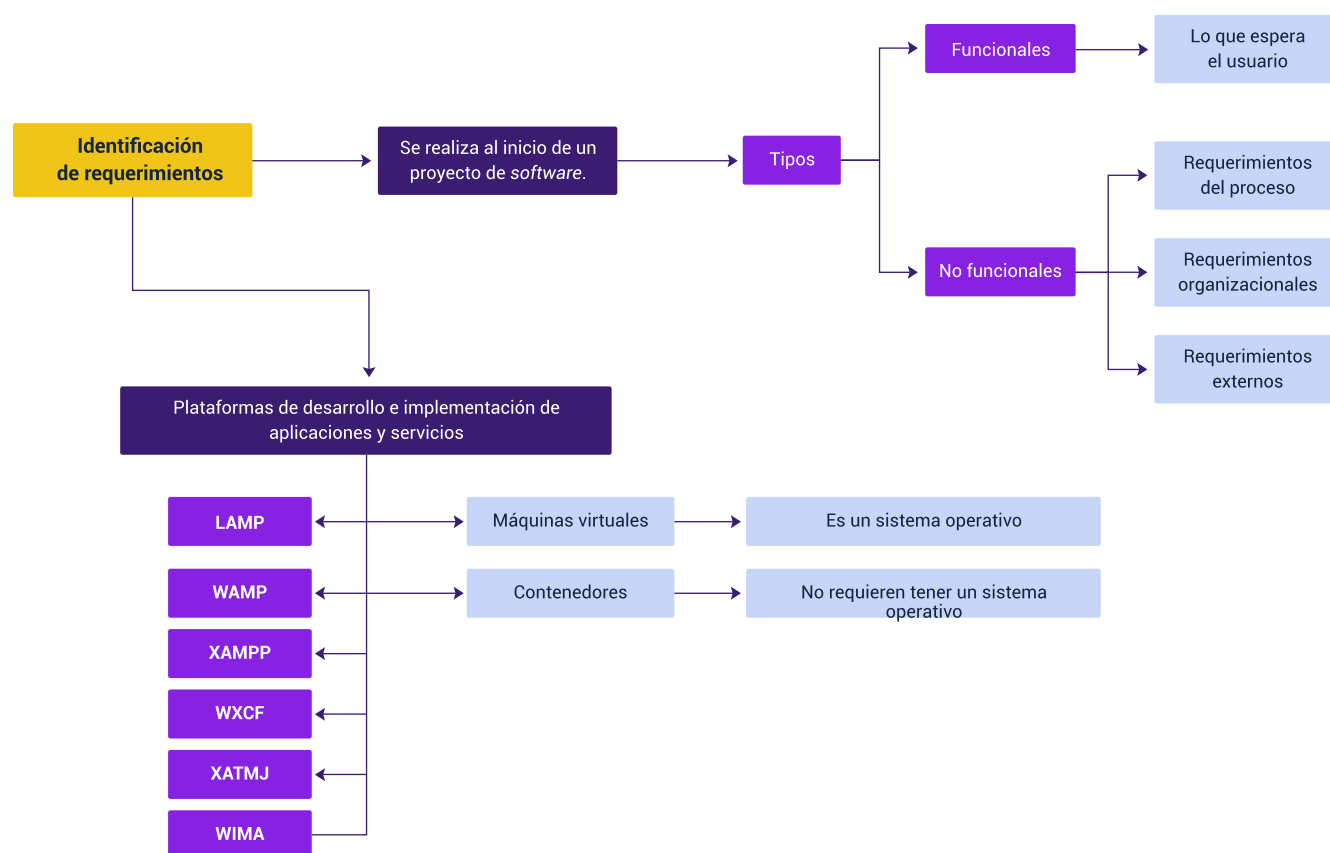 Identificación
de requerimientos
Se realiza al inicio de un
proyecto de software.
Tipos
Funcionales
Lo que espera
el usuario
No funcionales
Requerimientos
del proceso
Requerimientos
organizacionales
Requerimientos
externos
Plataformas de desarrollo e implementación de
aplicaciones y servicios
LAMP
Máquinas virtuales
Es un sistema operativo
WAMP
Contenedores
No requieren tener un sistema
operativo
XAMPP
WXCF
XATMJ
WIMA